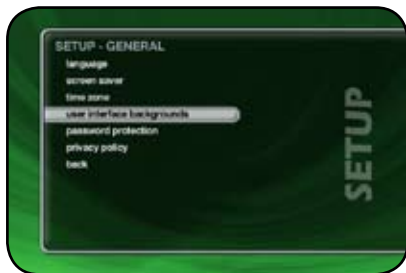 SETUP - GENERAL
language
screen saver
time zone
user interface backgrounds
password protection
privacy policy
back
SETUP